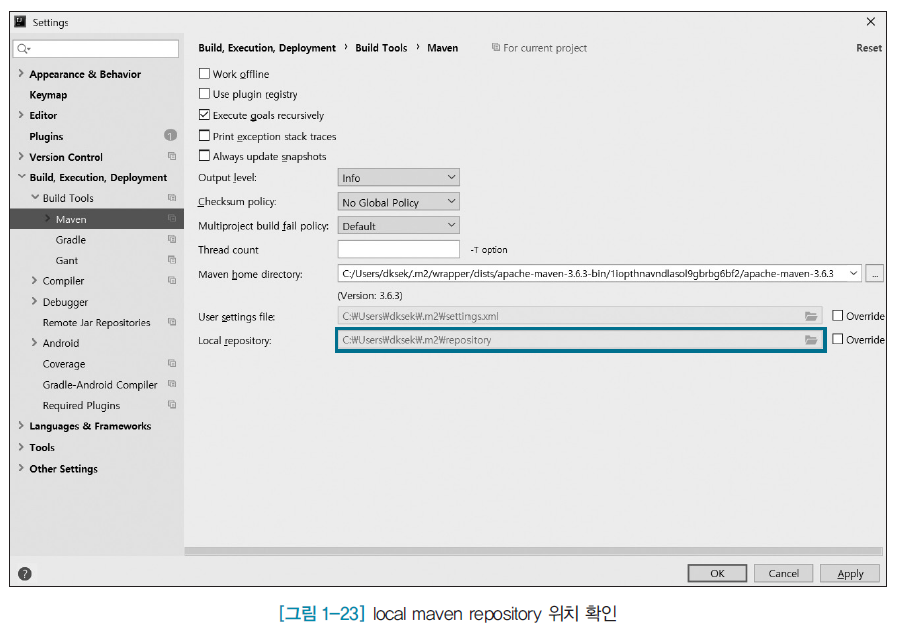 Settings
Build, Execution, Deployment › Build Tools › Maven For current project Reset
Appearance & Behavior
Keymap
Editor
Plugins 1
Version Control
Build, Execution, Deployment
Build Tools
Maven
Gradle
Gant
Compiler
Debugger
Remote Jar Repositories
Android
Coverage
Gradle-Android Compiler
Required Plugins
Languages & Frameworks
Tools
Other Settings
Work offline
Use plugin registry
Execute goals recursively
Print exception stack traces
Always update snapshots
Output level: Info
Checksum policy: No Global Policy
Multiproject build fail policy: Default
Thread count -T option
Maven home directory: C:/Users/dksek/.m2/wrapper/dists/apache-maven-3.6.3-bin/1iopthnavndlasol9gbrbg6bf2/apache-maven-3.6.3 ...
(Version: 3.6.3)
User settings file: C:₩Users₩dksek₩.m2₩settings.xml Override
Local repository: C:₩Users₩dksek₩.m2₩repository Override
? OK Cancel Apply
[그림 1-23] local maven repository 위치 확인